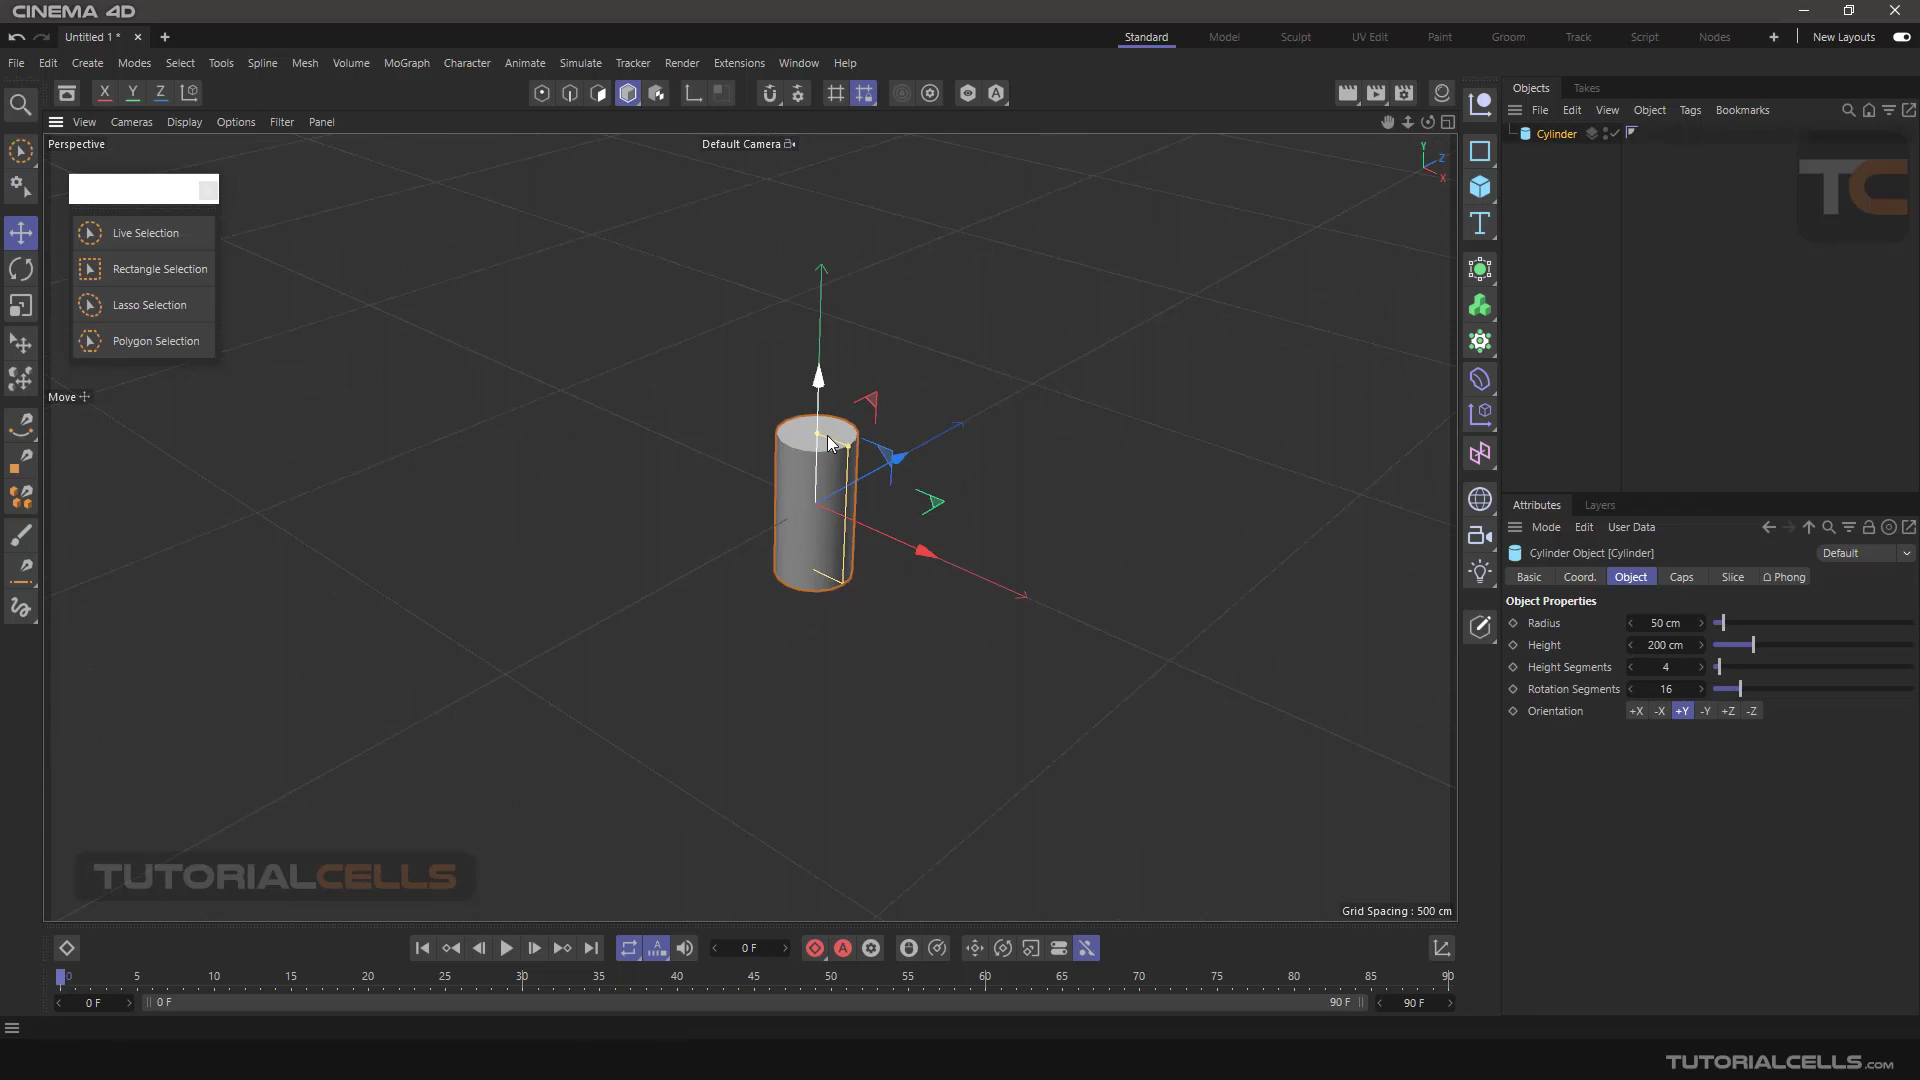 CINEMA 4D
Untitled 1 *
Standard Model Sculpt UV Edit Paint Groom Track Script Nodes New Layouts
File Edit Create Modes Select Tools Spline Mesh Volume MoGraph Character Animate Simulate Tracker Render Extensions Window Help
X Y Z
View Cameras Display Options Filter Panel
Perspective
Default Camera
Y
Z
X
Live Selection
Rectangle Selection
Lasso Selection
Polygon Selection
Move
TUTORIALCELLS
Grid Spacing : 500 cm
Objects Takes
File Edit View Object Tags Bookmarks
Cylinder
TC
Attributes Layers
Mode Edit User Data
Cylinder Object [Cylinder] Default
Basic Coord. Object Caps Slice Phong
Object Properties
Radius 50 cm
Height 200 cm
Height Segments 4
Rotation Segments 16
Orientation +X -X +Y -Y +Z -Z
0 F
0 5 10 15 20 25 30 35 40 45 50 55 60 65 70 75 80 85 90
0 F 0 F 90 F 90 F
TUTORIALCELLS.COM